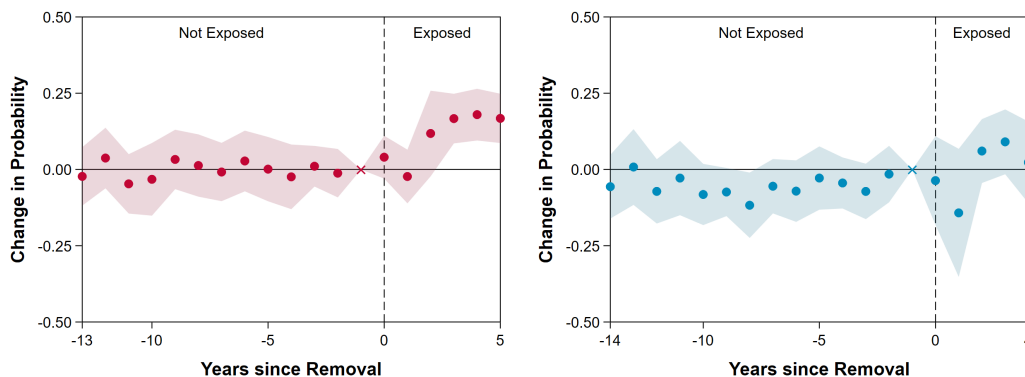 0.50
Not Exposed
Exposed
0.25
0.00
-0.25
-0.50
-13
-10
-5
0
5
Years since Removal
Change in Probability
0.50
Not Exposed
Exposed
0.25
0.00
-0.25
-0.50
-14
-10
-5
0
Years since Removal
Change in Probability